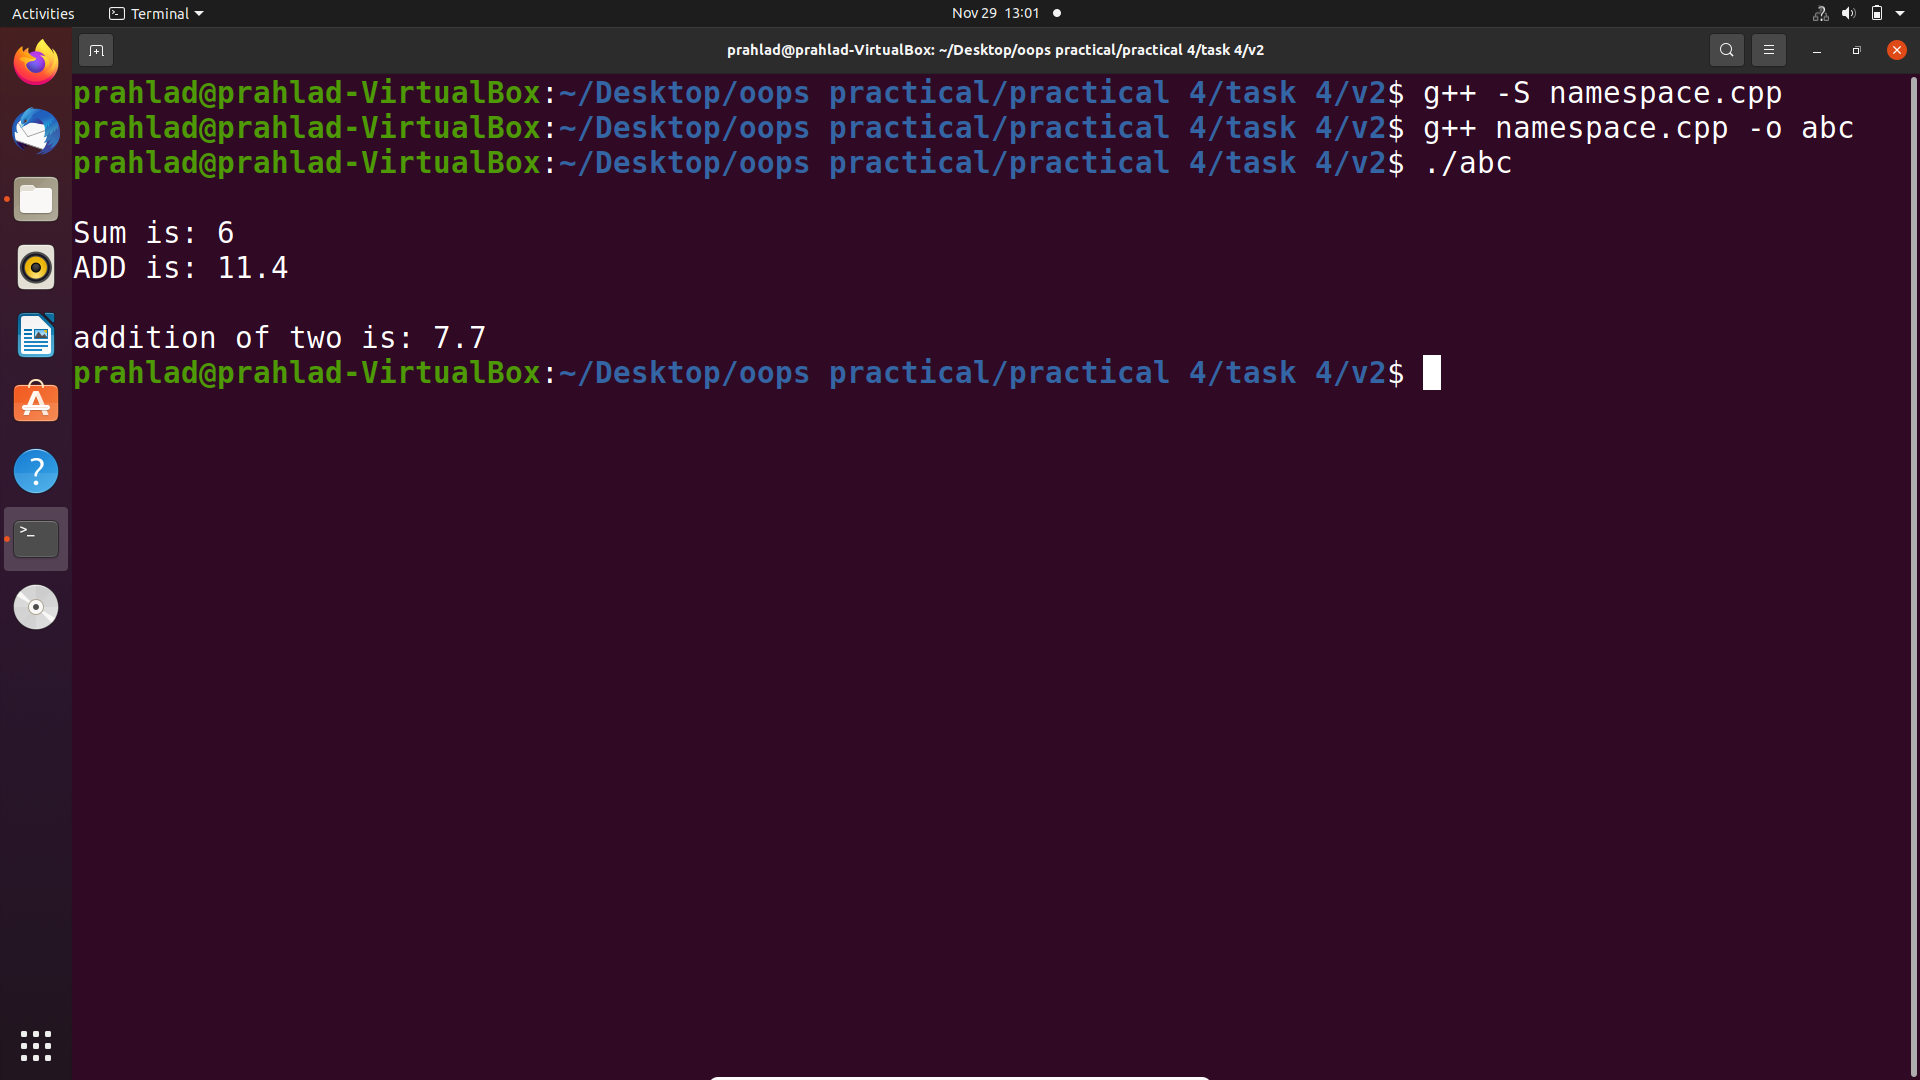 Activities
Terminal
Nov 29 13:01
prahlad@prahlad-VirtualBox: ~/Desktop/oops practical/practical 4/task 4/v2
prahlad@prahlad-VirtualBox:~/Desktop/oops practical/practical 4/task 4/v2$ g++ -S namespace.cpp
prahlad@prahlad-VirtualBox:~/Desktop/oops practical/practical 4/task 4/v2$ g++ namespace.cpp -o abc
prahlad@prahlad-VirtualBox:~/Desktop/oops practical/practical 4/task 4/v2$ ./abc
Sum is: 6
ADD is: 11.4
addition of two is: 7.7
prahlad@prahlad-VirtualBox:~/Desktop/oops practical/practical 4/task 4/v2$